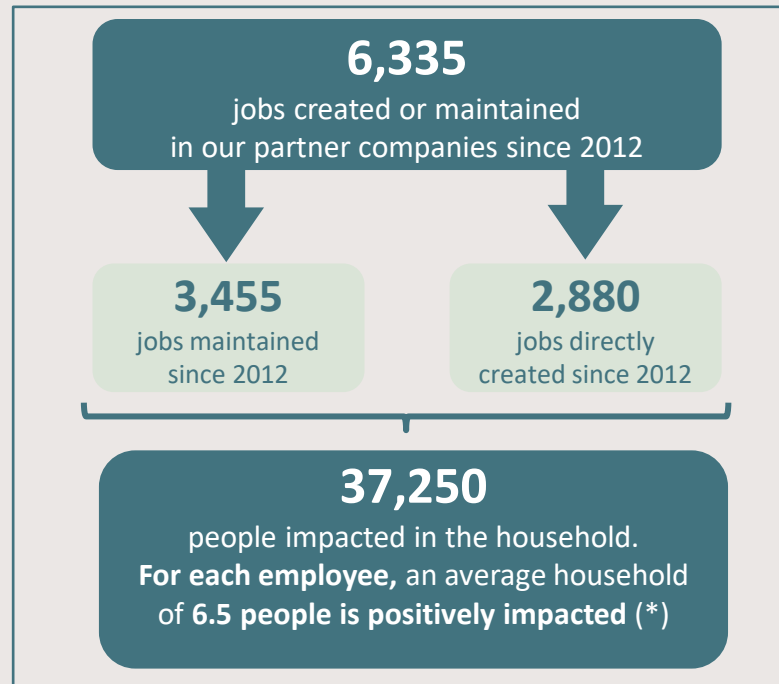 6,335
jobs created or maintained
in our partner companies since 2012
3,455
jobs maintained
since 2012
2,880
jobs directly
created since 2012
37,250
people impacted in the household.
For each employee, an average household
of 6.5 people is positively impacted (*)